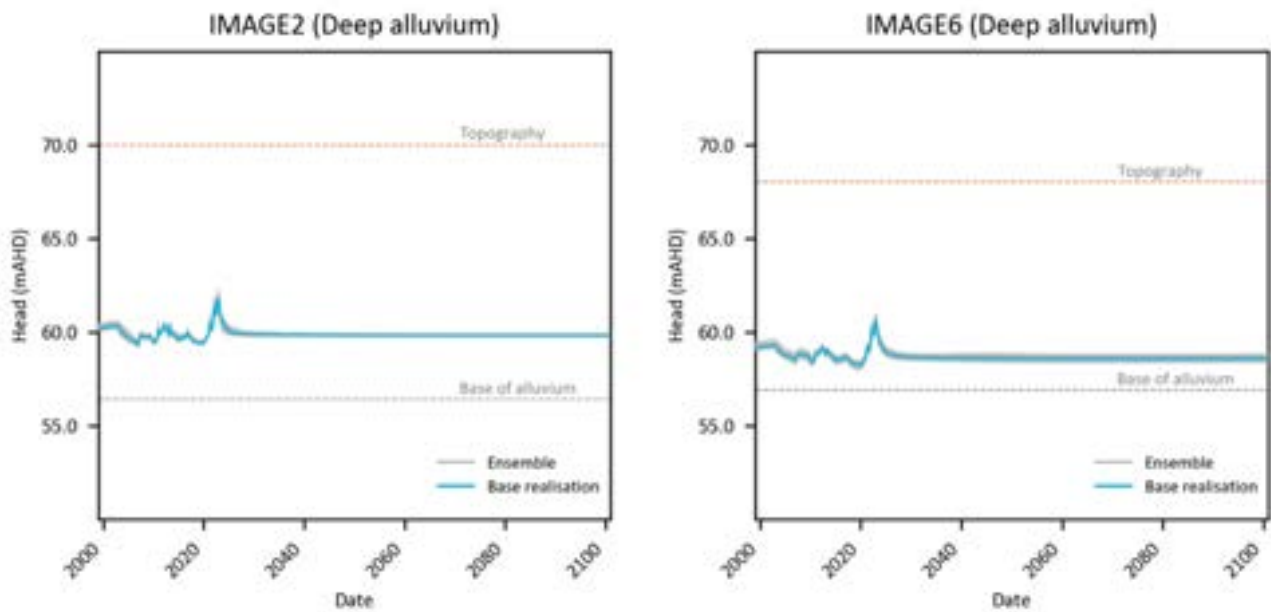 IMAGE2 (Deep alluvium)
Head (mAHD)
70.0
65.0
60.0
55.0
Topography
Base of alluvium
Ensemble
Base realisation
2000
2020
2040
2060
2080
2100
Date
IMAGE6 (Deep alluvium)
Head (mAHD)
70.0
65.0
60.0
55.0
Topography
Base of alluvium
Ensemble
Base realisation
2000
2020
2040
2060
2080
2100
Date